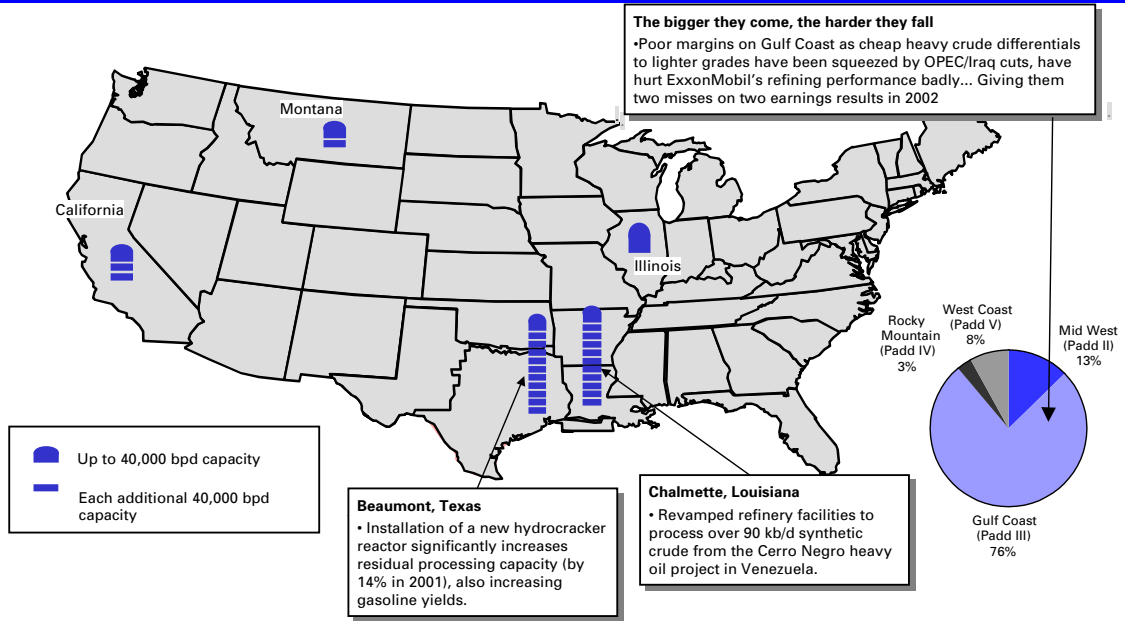 The bigger they come, the harder they fall
•Poor margins on Gulf Coast as cheap heavy crude differentials
to lighter grades have been squeezed by OPEC/Iraq cuts, have
hurt ExxonMobil's refining performance badly... Giving them
two misses on two earnings results in 2002
Montana
California
Illinois
West Coast
(Padd V)
8%
Rocky
Mountain
(Padd IV)
3%
Mid West
(Padd II)
13%
Gulf Coast
(Padd III)
76%
Up to 40,000 bpd capacity
Each additional 40,000 bpd
capacity
Beaumont, Texas
• Installation of a new hydrocracker
reactor significantly increases
residual processing capacity (by
14% in 2001), also increasing
gasoline yields.
Chalmette, Louisiana
• Revamped refinery facilities to
process over 90 kb/d synthetic
crude from the Cerro Negro heavy
oil project in Venezuela.